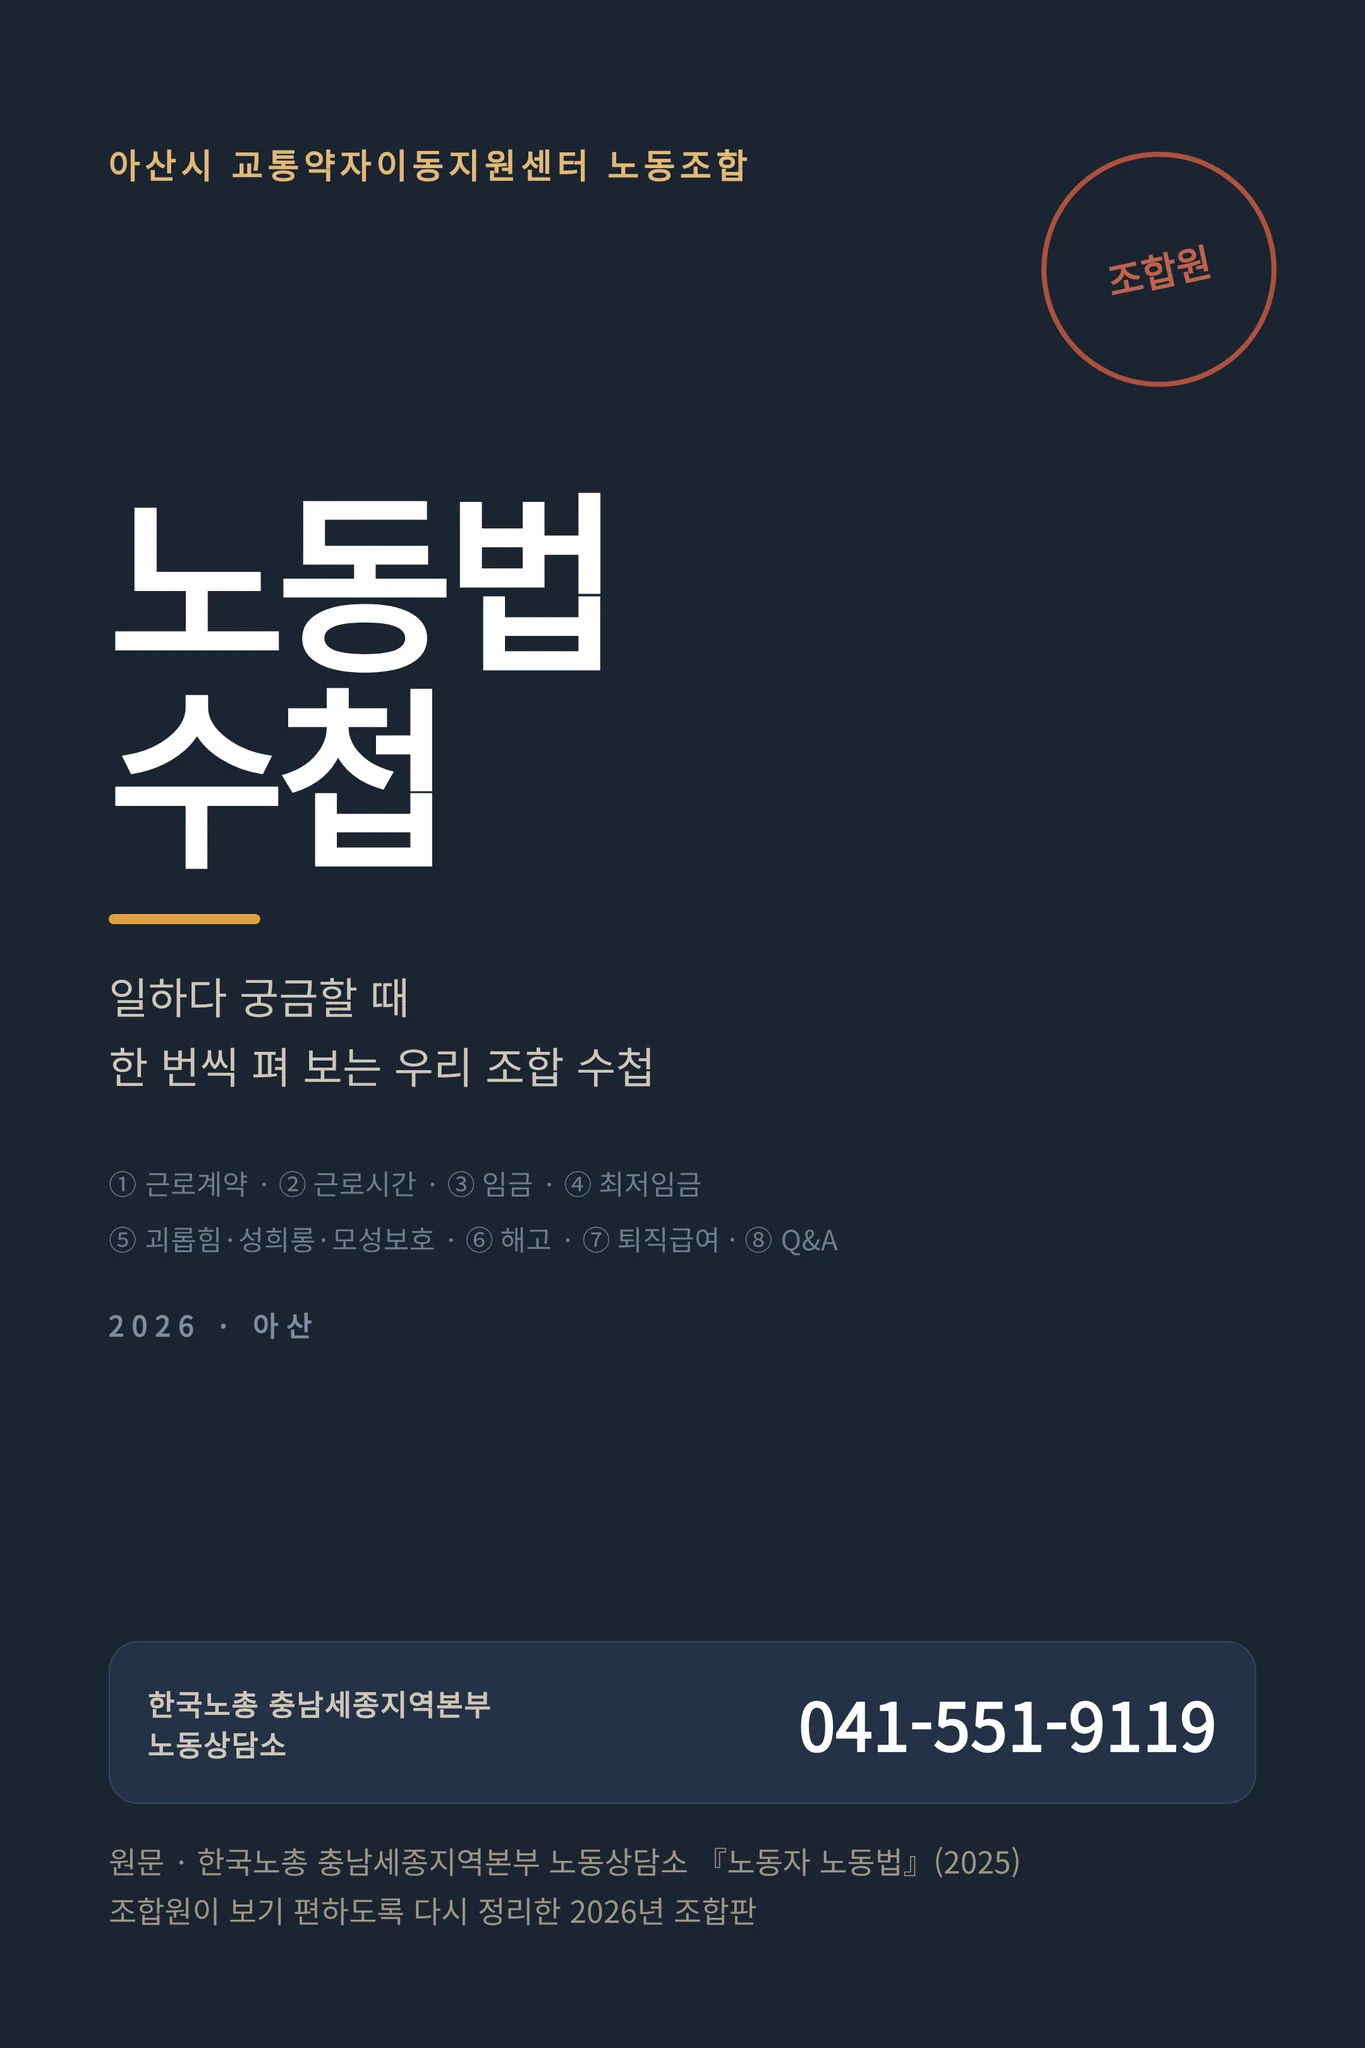 아산시 교통약자이동지원센터 노동조합
조합원
노동법
수첩
일하다 궁금할 때
한 번씩 펴 보는 우리 조합 수첩
① 근로계약 · ② 근로시간 · ③ 임금 · ④ 최저임금
⑤ 괴롭힘·성희롱·모성보호 · ⑥ 해고 · ⑦ 퇴직급여 · ⑧ Q&A
2026 · 아산
한국노총 충남세종지역본부
노동상담소
041-551-9119
원문 · 한국노총 충남세종지역본부 노동상담소 『노동자 노동법』(2025)
조합원이 보기 편하도록 다시 정리한 2026년 조합판